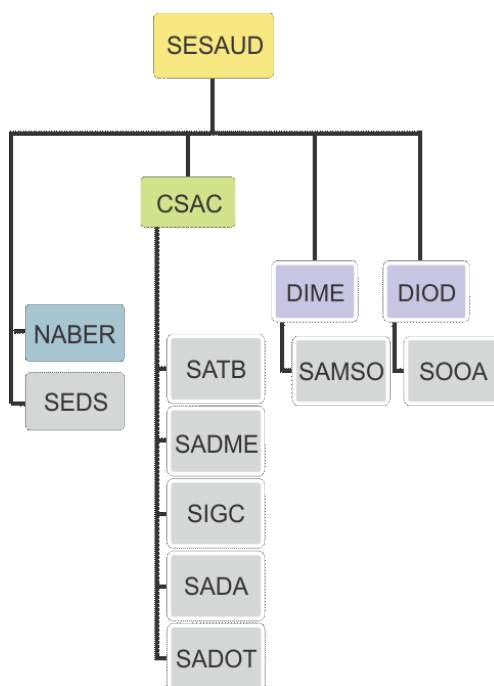 SESAUD
CSAC
DIME
DIOD
NABER
SEDS
SATB
SAMSO
SOOA
SADME
SIGC
SADA
SADOT